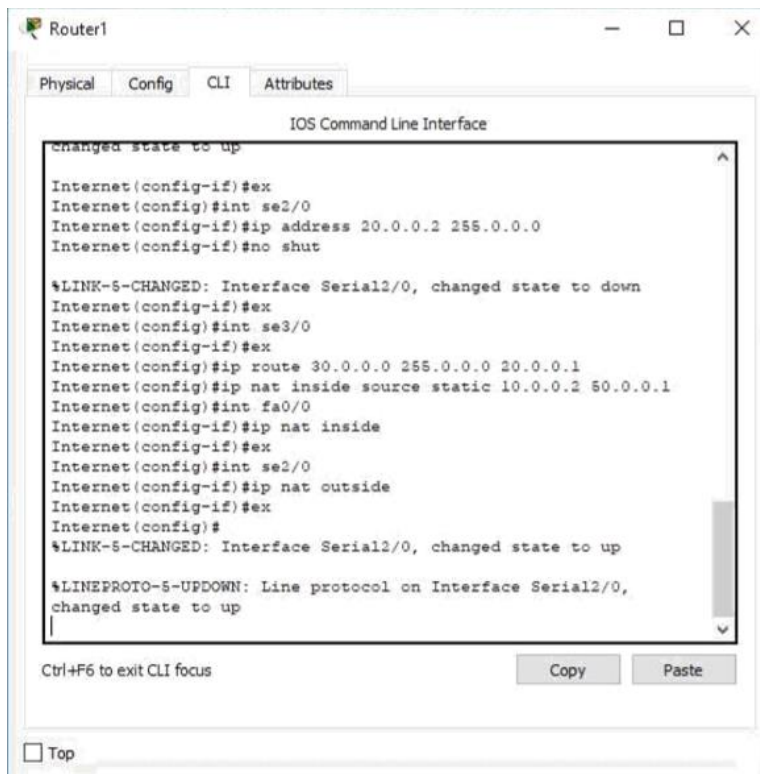 Router1
Physical Config CLI Attributes
IOS Command Line Interface
changed state to up
Internet(config-if)#ex
Internet(config)#int se2/0
Internet(config-if)#ip address 20.0.0.2 255.0.0.0
Internet(config-if)#no shut
%LINK-5-CHANGED: Interface Serial2/0, changed state to down
Internet(config-if)#ex
Internet(config)#int se3/0
Internet(config-if)#ex
Internet(config)#ip route 30.0.0.0 255.0.0.0 20.0.0.1
Internet(config)#ip nat inside source static 10.0.0.2 50.0.0.1
Internet(config)#int fa0/0
Internet(config-if)#ip nat inside
Internet(config-if)#ex
Internet(config)#int se2/0
Internet(config-if)#ip nat outside
Internet(config-if)#ex
Internet(config)#
%LINK-5-CHANGED: Interface Serial2/0, changed state to up
%LINEPROTO-5-UPDOWN: Line protocol on Interface Serial2/0,
changed state to up
Ctrl+F6 to exit CLI focus
Copy Paste
Top